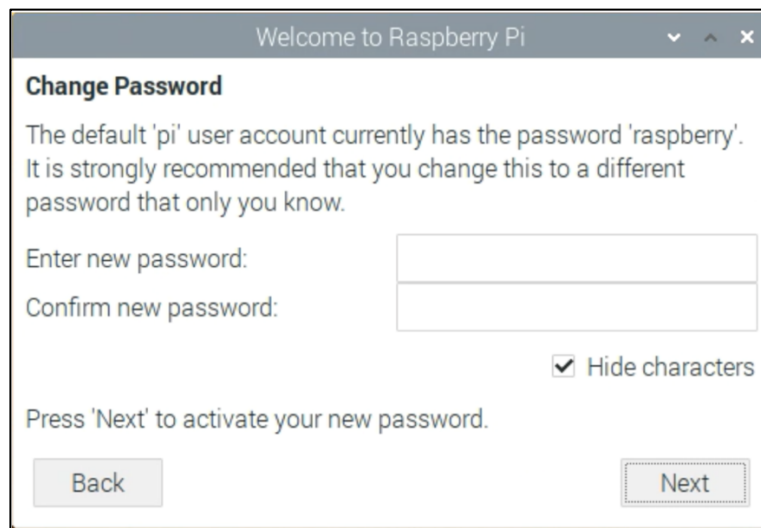 Welcome to Raspberry Pi
Change Password
The default 'pi' user account currently has the password 'raspberry'.
It is strongly recommended that you change this to a different
password that only you know.
Enter new password:
Confirm new password:
Hide characters
Press 'Next' to activate your new password.
Back
Next